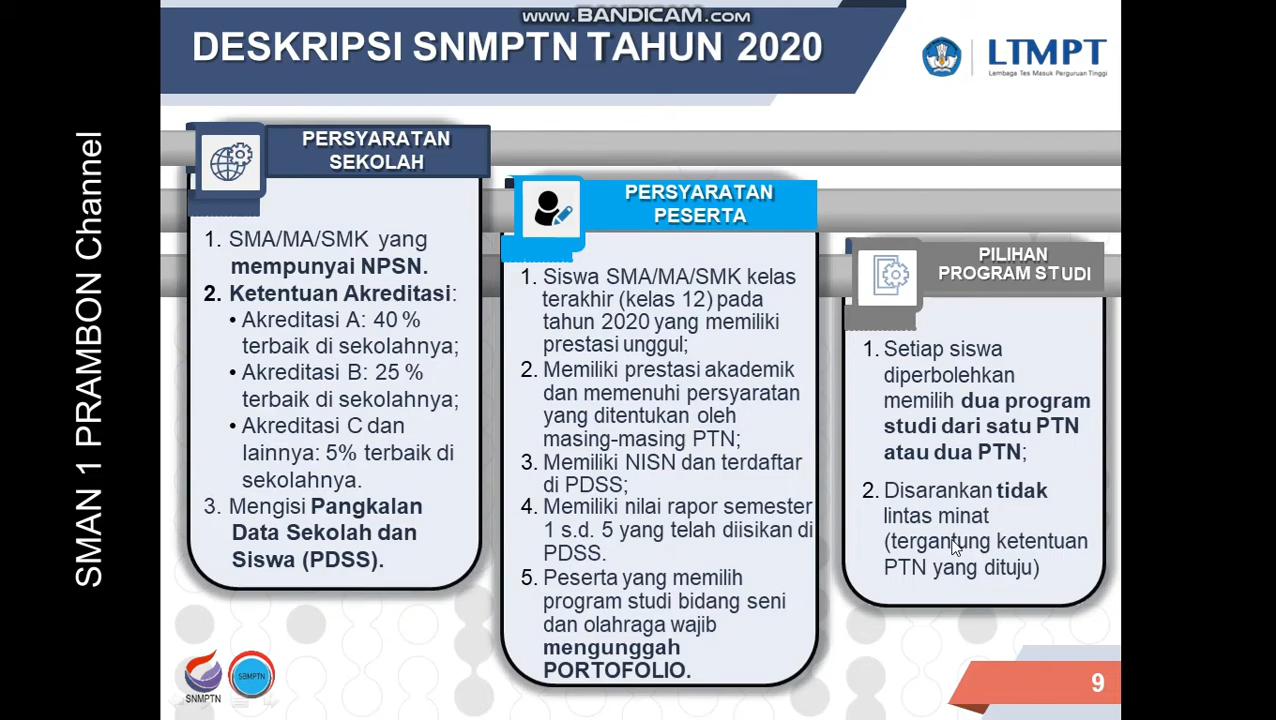 www.BANDICAM.com
DESKRIPSI SNMPTN TAHUN 2020
LTMPT
Lembaga Tes Masuk Perguruan Tinggi
SMAN 1 PRAMBON Channel
PERSYARATAN
SEKOLAH
1. SMA/MA/SMK yang
mempunyai NPSN.
2. Ketentuan Akreditasi:
• Akreditasi A: 40 %
terbaik di sekolahnya;
• Akreditasi B: 25 %
terbaik di sekolahnya;
• Akreditasi C dan
lainnya: 5% terbaik di
sekolahnya.
3. Mengisi Pangkalan
Data Sekolah dan
Siswa (PDSS).
PERSYARATAN
PESERTA
1. Siswa SMA/MA/SMK kelas
terakhir (kelas 12) pada
tahun 2020 yang memiliki
prestasi unggul;
2. Memiliki prestasi akademik
dan memenuhi persyaratan
yang ditentukan oleh
masing-masing PTN;
3. Memiliki NISN dan terdaftar
di PDSS;
4. Memiliki nilai rapor semester
1 s.d. 5 yang telah diisikan di
PDSS.
5. Peserta yang memilih
program studi bidang seni
dan olahraga wajib
mengunggah
PORTOFOLIO.
PILIHAN
PROGRAM STUDI
1. Setiap siswa
diperbolehkan
memilih dua program
studi dari satu PTN
atau dua PTN;
2. Disarankan tidak
lintas minat
(tergantung ketentuan
PTN yang dituju)
SNMPTN
SBMPTN
9